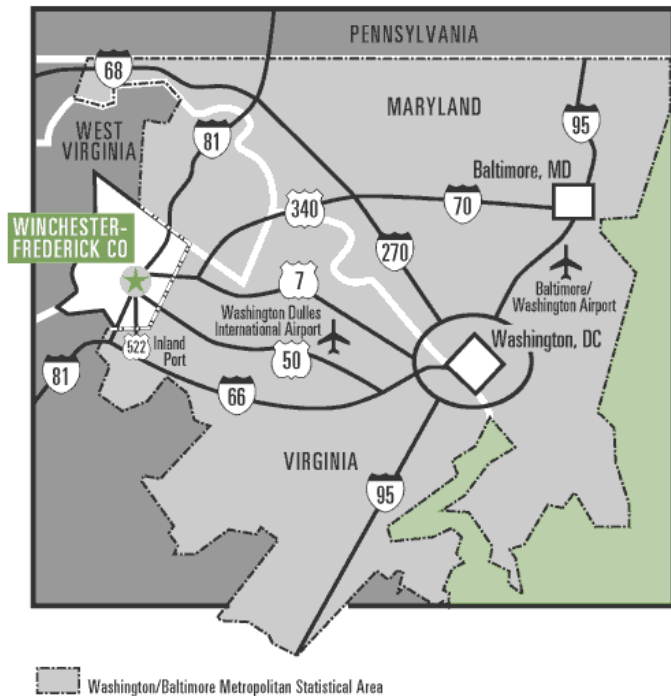 PENNSYLVANIA
68
MARYLAND
WEST
VIRGINIA
81
95
Baltimore, MD
340
70
WINCHESTER-
FREDERICK CO
270
7
Baltimore/
Washington Airport
Washington Dulles
International Airport
Washington, DC
522
Inland
Port
50
81
66
VIRGINIA
95
Washington/Baltimore Metropolitan Statistical Area